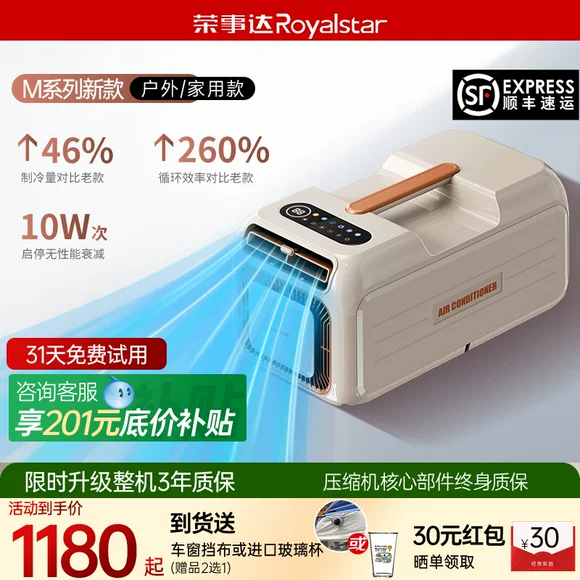 荣事达Royalstar
M系列新款 户外/家用款
SF EXPRESS
顺丰速运
↑46% ↑260%
制冷量对比老款 循环效率对比老款
10W次
启停无性能衰减
88
AIR CONDITIONER
31天免费试用
咨询客服
享201元底价补贴
限时升级整机3年质保 压缩机核心部件终身质保
活动到手价
1180起
到货送
车窗挡布或进口玻璃杯
(赠品2选1)
或
30元红包
晒单领取
¥30